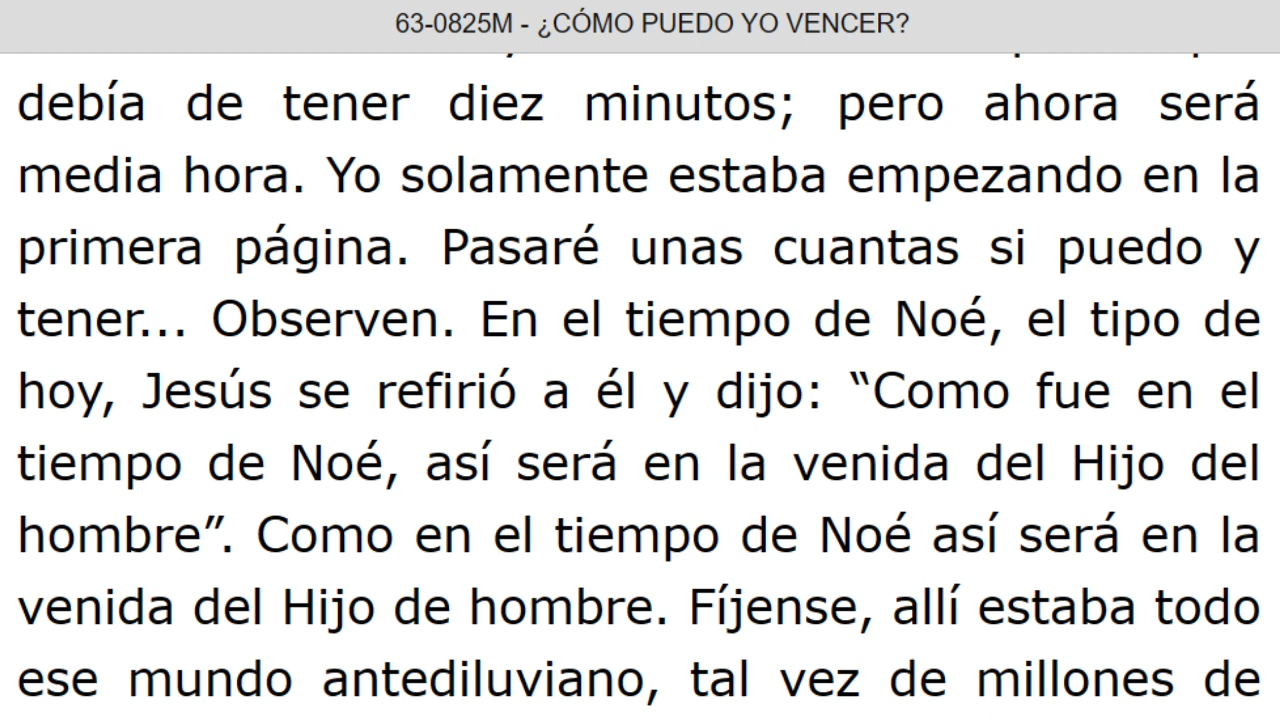 63-0825M - ¿CÓMO PUEDO YO VENCER?
debía de tener diez minutos; pero ahora será
media hora. Yo solamente estaba empezando en la
primera página. Pasaré unas cuantas si puedo y
tener... Observen. En el tiempo de Noé, el tipo de
hoy, Jesús se refirió a él y dijo: “Como fue en el
tiempo de Noé, así será en la venida del Hijo del
hombre”. Como en el tiempo de Noé así será en la
venida del Hijo de hombre. Fíjense, allí estaba todo
ese mundo antediluviano, tal vez de millones de